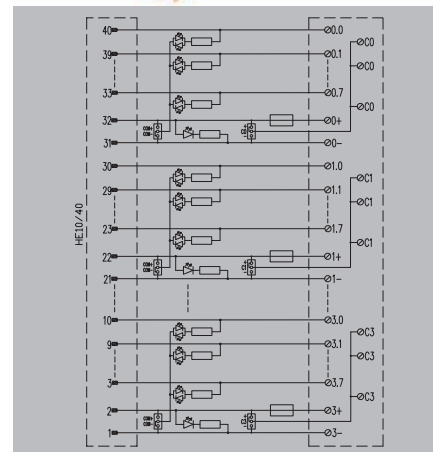 40 0.0
C0
39 0.1
C0
33 0.7
C0
32 0+
31 0-
30 1.0
C1
29 1.1
C1
23 1.7
C1
22 1+
21 1-
HE10/40
10 3.0
C3
9 3.1
C3
3 3.7
C3
2 3+
1 3-